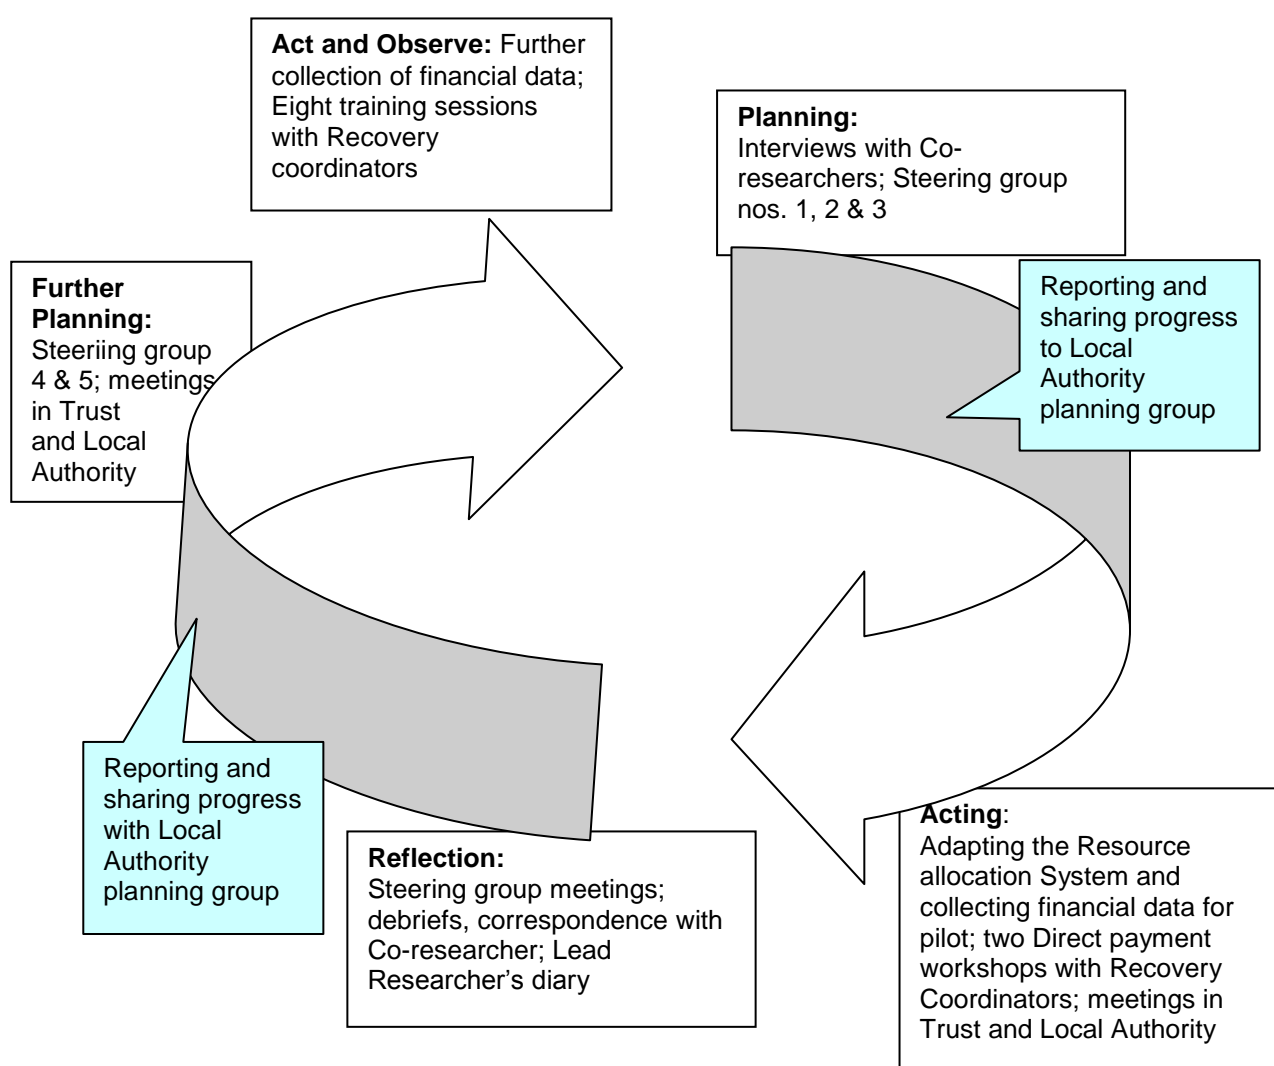 Act and Observe: Further
collection of financial data;
Eight training sessions
with Recovery
coordinators
Planning:
Interviews with Co-
researchers; Steering group
nos. 1, 2 & 3
Reporting and
sharing progress
to Local
Authority
planning group
Further
Planning:
Steeriing group
4 & 5; meetings
in Trust
and Local
Authority
Reporting and
sharing progress
with Local
Authority
planning group
Reflection:
Steering group meetings;
debriefs, correspondence with
Co-researcher; Lead
Researcher’s diary
Acting:
Adapting the Resource
allocation System and
collecting financial data for
pilot; two Direct payment
workshops with Recovery
Coordinators; meetings in
Trust and Local Authority